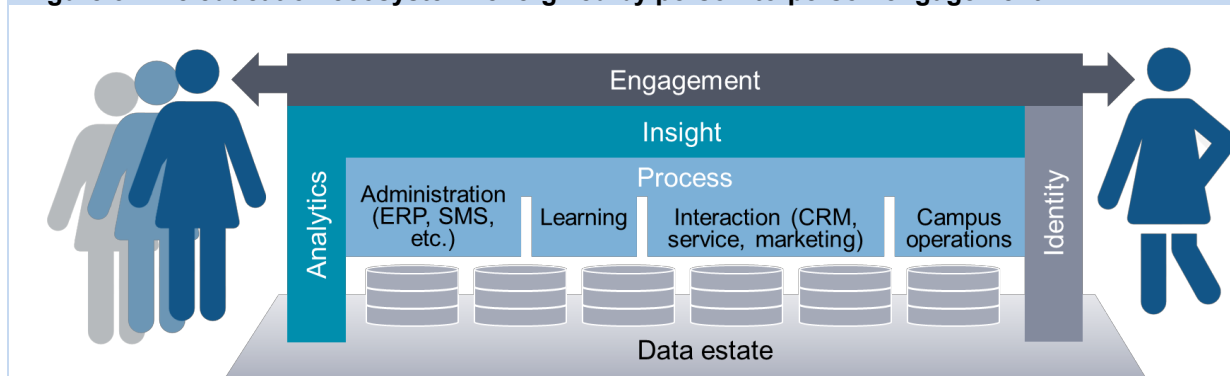 Engagement
Insight
Analytics
Process
Administration
(ERP, SMS,
etc.)
Learning
Interaction (CRM,
service, marketing)
Campus
operations
Identity
Data estate